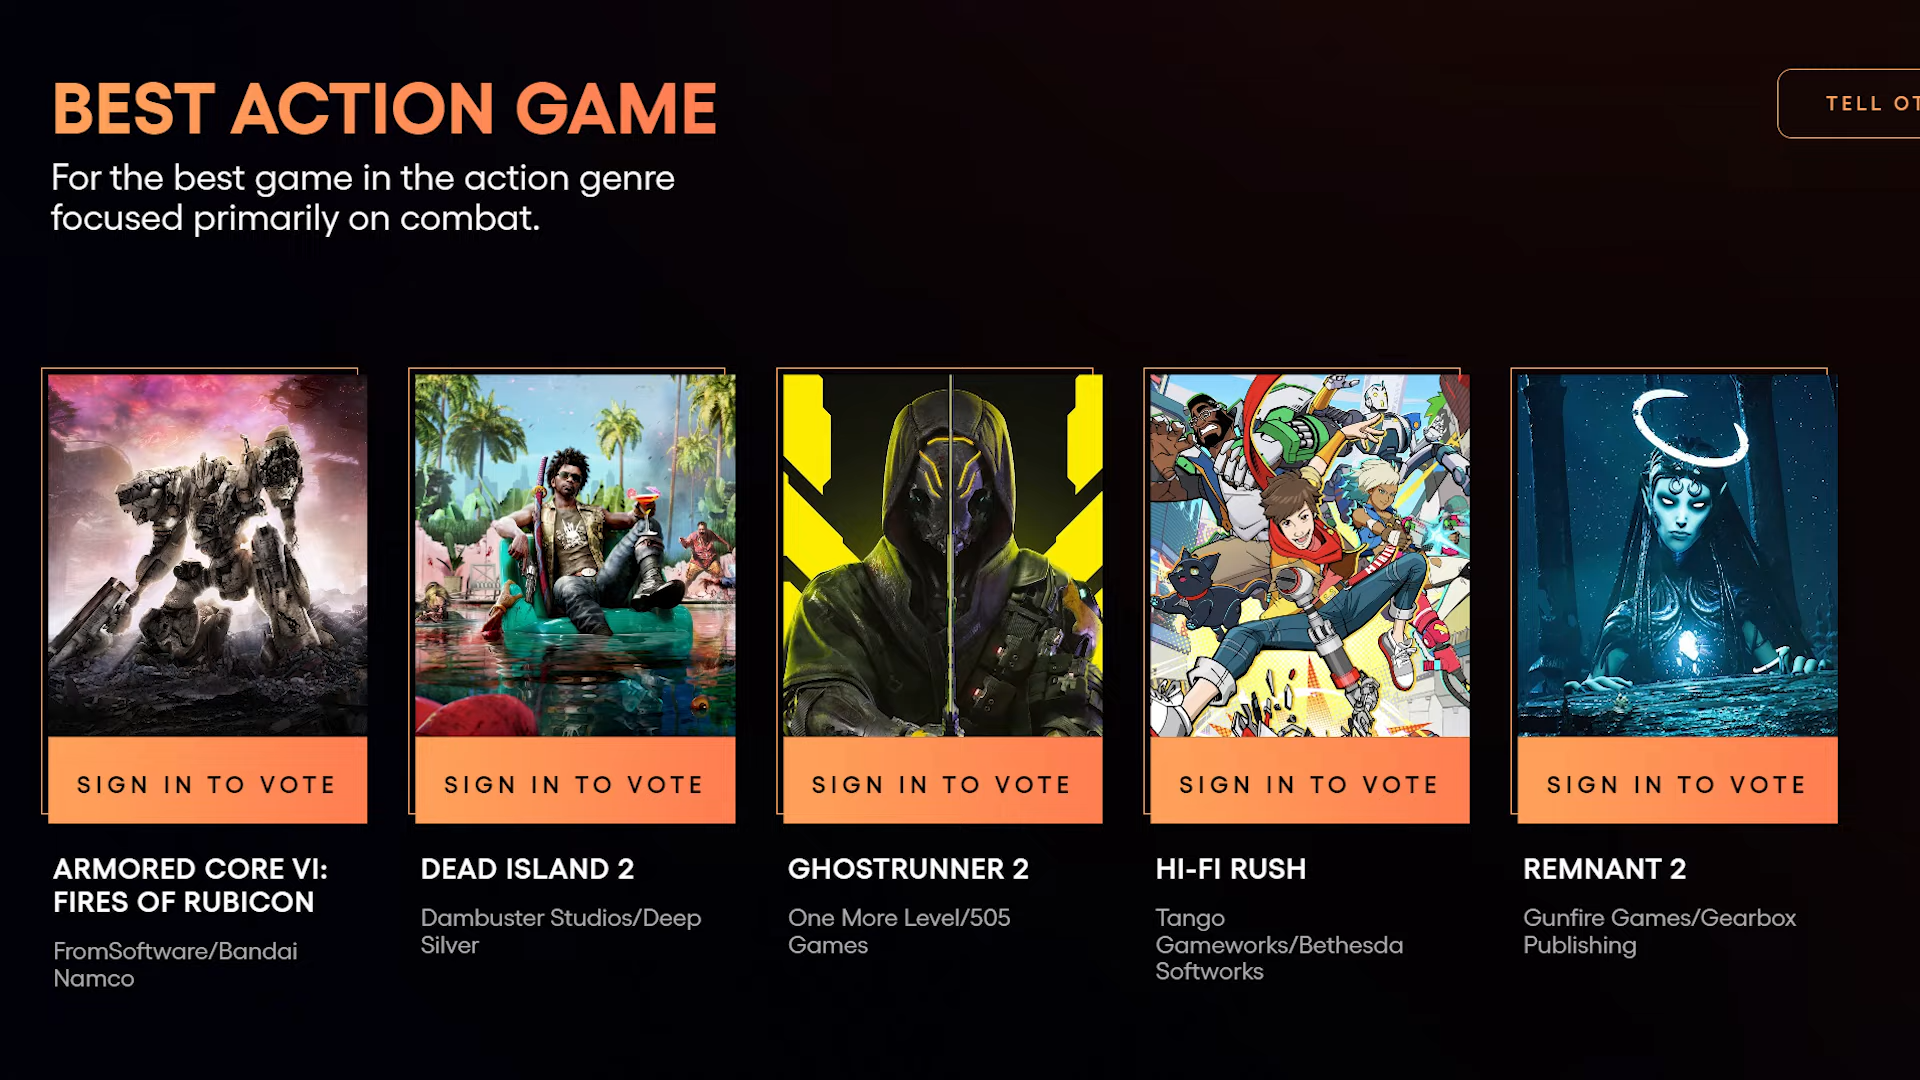 BEST ACTION GAME
For the best game in the action genre
focused primarily on combat.
TELL OT
SIGN IN TO VOTE
SIGN IN TO VOTE
SIGN IN TO VOTE
SIGN IN TO VOTE
SIGN IN TO VOTE
ARMORED CORE VI:
FIRES OF RUBICON
FromSoftware/Bandai
Namco
DEAD ISLAND 2
Dambuster Studios/Deep
Silver
GHOSTRUNNER 2
One More Level/505
Games
HI-FI RUSH
Tango
Gameworks/Bethesda
Softworks
REMNANT 2
Gunfire Games/Gearbox
Publishing